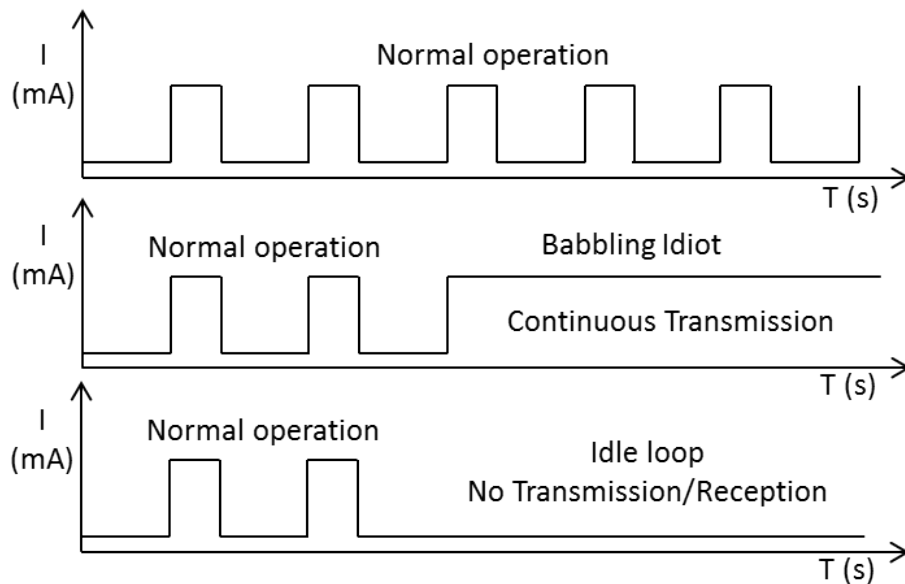 I
(mA)
Normal operation
T (s)
I
(mA)
Normal operation
Babbling Idiot
Continuous Transmission
T (s)
I
(mA)
Normal operation
Idle loop
No Transmission/Reception
T (s)